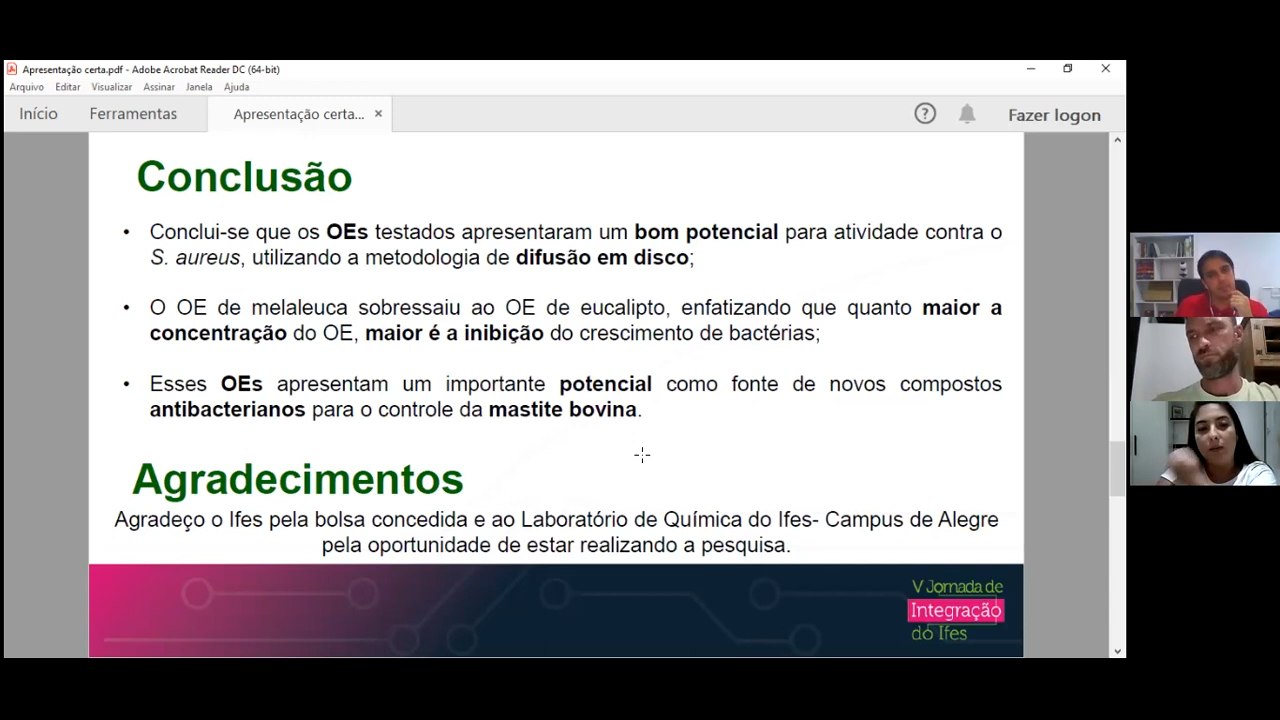 Apresentação certa.pdf - Adobe Acrobat Reader DC (64-bit)
Arquivo Editar Visualizar Assinar Janela Ajuda
Início Ferramentas Apresentação certa... × ? Fazer logon
Conclusão
• Conclui-se que os OEs testados apresentaram um bom potencial para atividade contra o
S. aureus, utilizando a metodologia de difusão em disco;
• O OE de melaleuca sobressaiu ao OE de eucalipto, enfatizando que quanto maior a
concentração do OE, maior é a inibição do crescimento de bactérias;
• Esses OEs apresentam um importante potencial como fonte de novos compostos
antibacterianos para o controle da mastite bovina.
Agradecimentos
Agradeço o Ifes pela bolsa concedida e ao Laboratório de Química do Ifes- Campus de Alegre
pela oportunidade de estar realizando a pesquisa.
V Jornada de
Integração
do Ifes